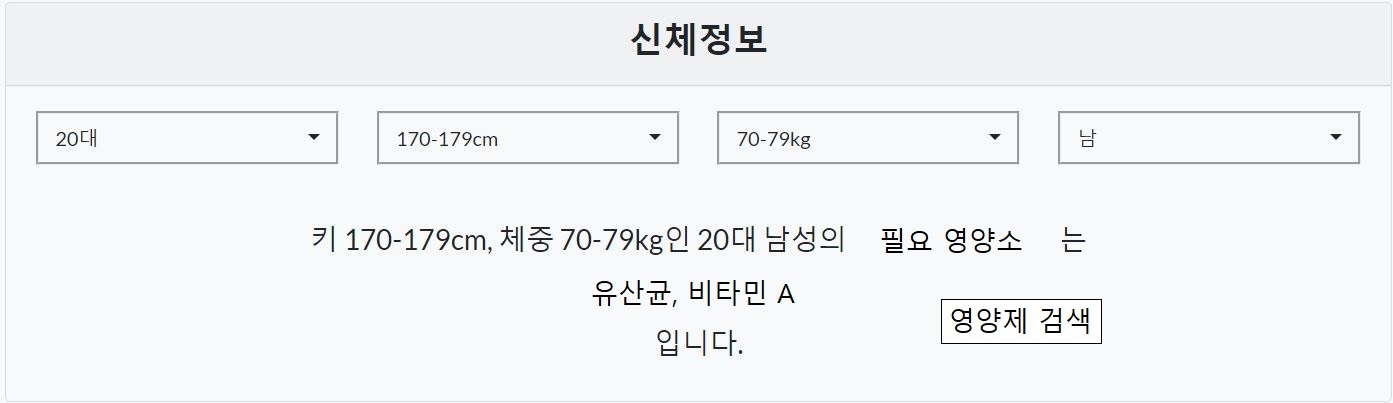 신체정보
20대 170-179cm 70-79kg 남
키 170-179cm, 체중 70-79kg인 20대 남성의 필요 영양소 는
유산균, 비타민 A
영양제 검색
입니다.